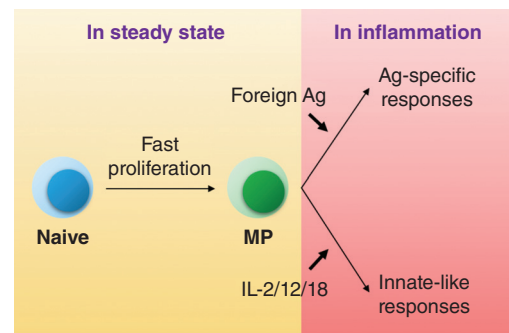 In steady state
In inflammation
Foreign Ag
Ag-specific
responses
Fast
proliferation
Naive
MP
IL-2/12/18
Innate-like
responses